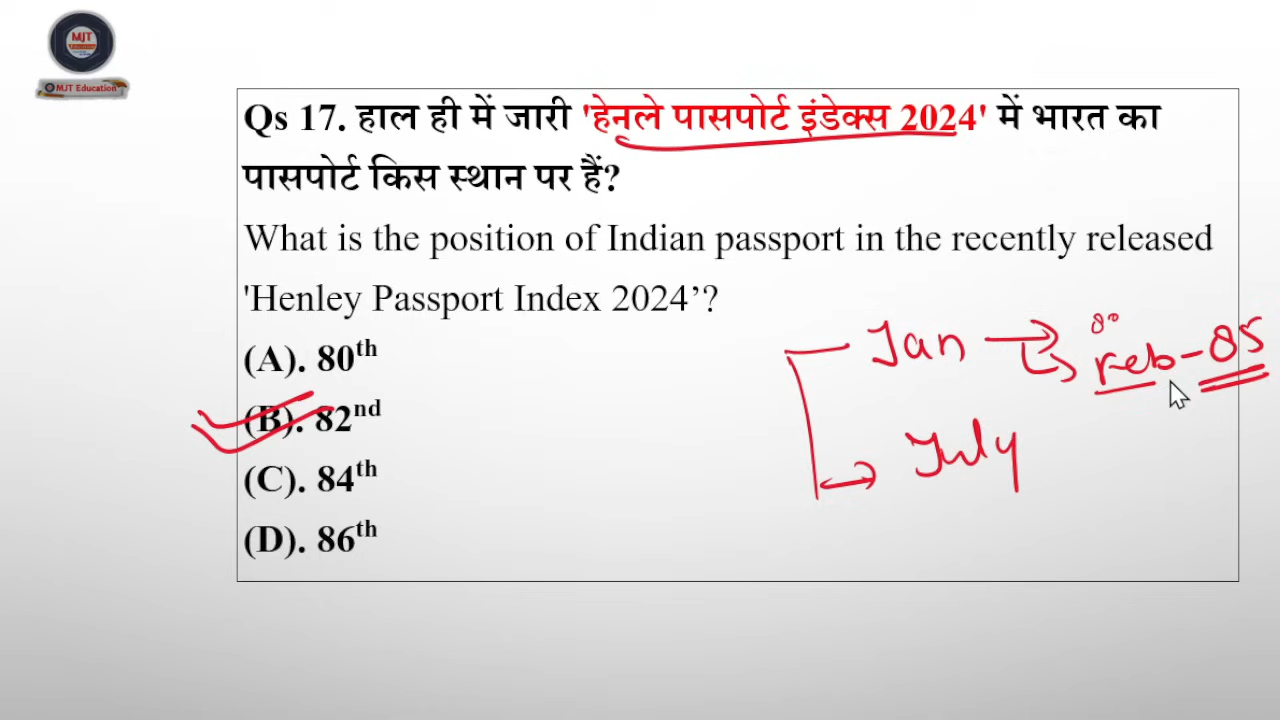 MJT
MJT Education
Qs 17. हाल ही में जारी 'हेनले पासपोर्ट इंडेक्स 2024' में भारत का
पासपोर्ट किस स्थान पर हैं?
What is the position of Indian passport in the recently released
'Henley Passport Index 2024’?
(A). 80th
(B). 82nd
(C). 84th
(D). 86th
Jan
80
Feb-85
July